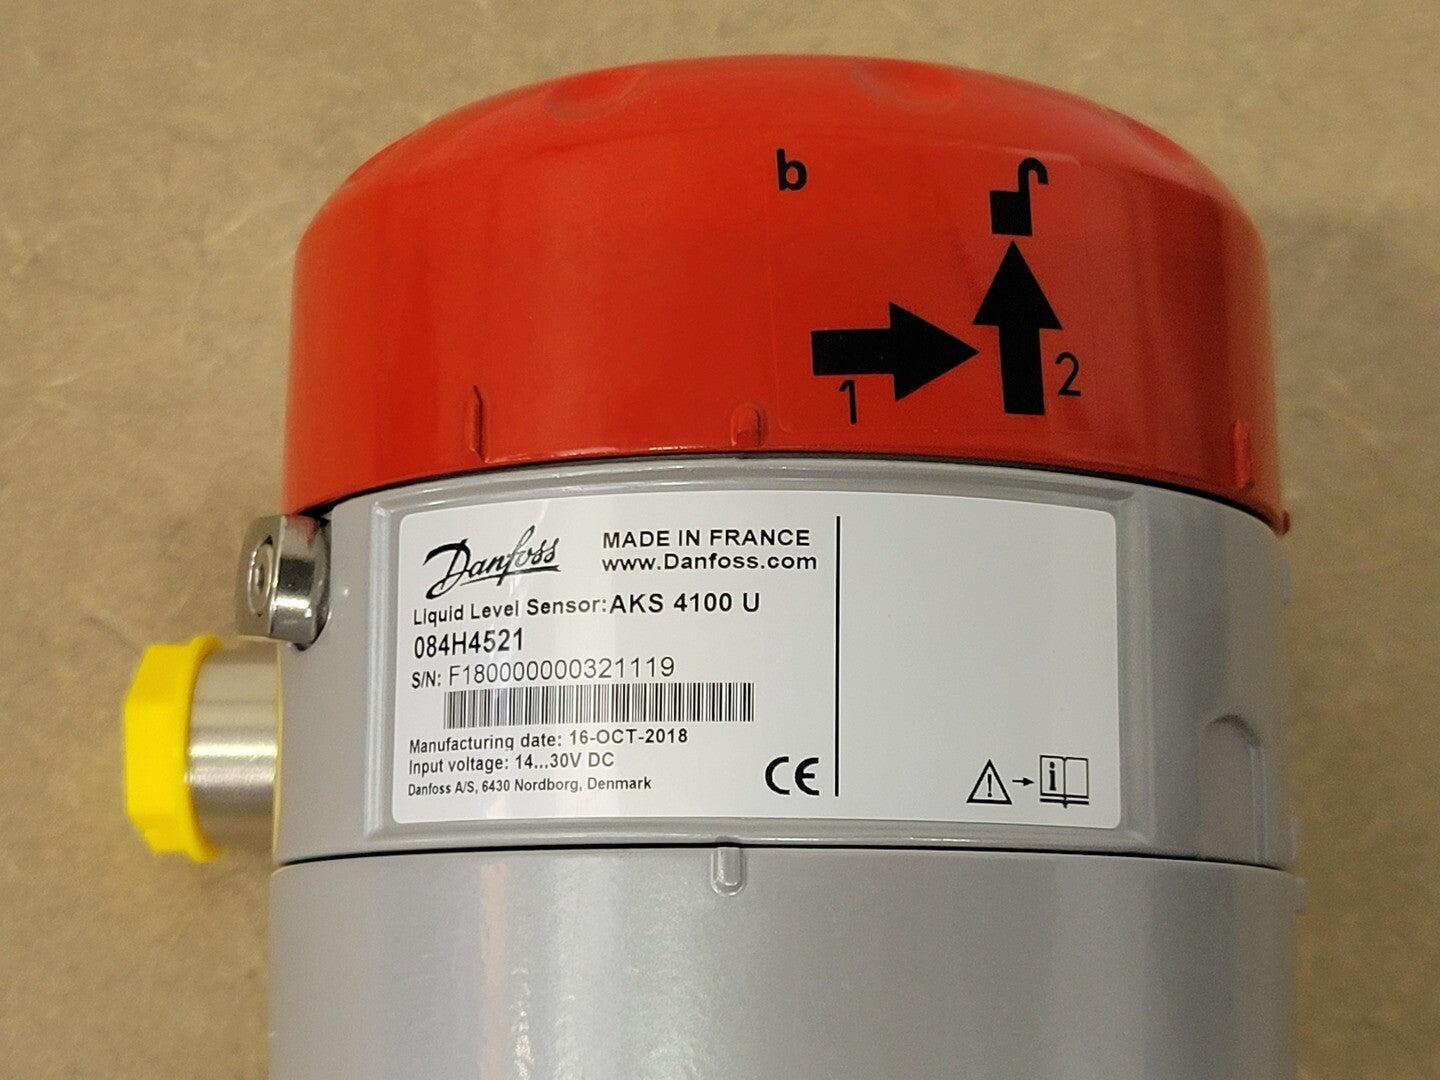 b
1
2
Danfoss
MADE IN FRANCE
www.Danfoss.com
Liquid Level Sensor: AKS 4100 U
084H4521
S/N: F180000000321119
Manufacturing date: 16-OCT-2018
Input voltage: 14...30V DC
Danfoss A/S, 6430 Nordborg, Denmark
CE
i